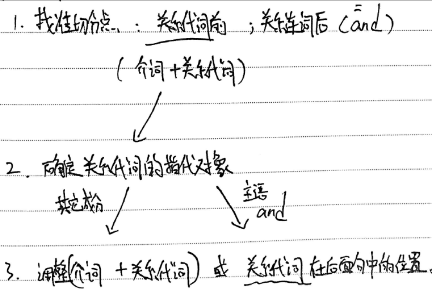 1. 找准切分点: 关系代词前 ; 关系连词后 (and)
(介词+关系代词)
2. 确定关系代词的指代对象
其它成分 主语
and
3. 调整(介词 + 关系代词) 或 关系代词在后面句中的位置。